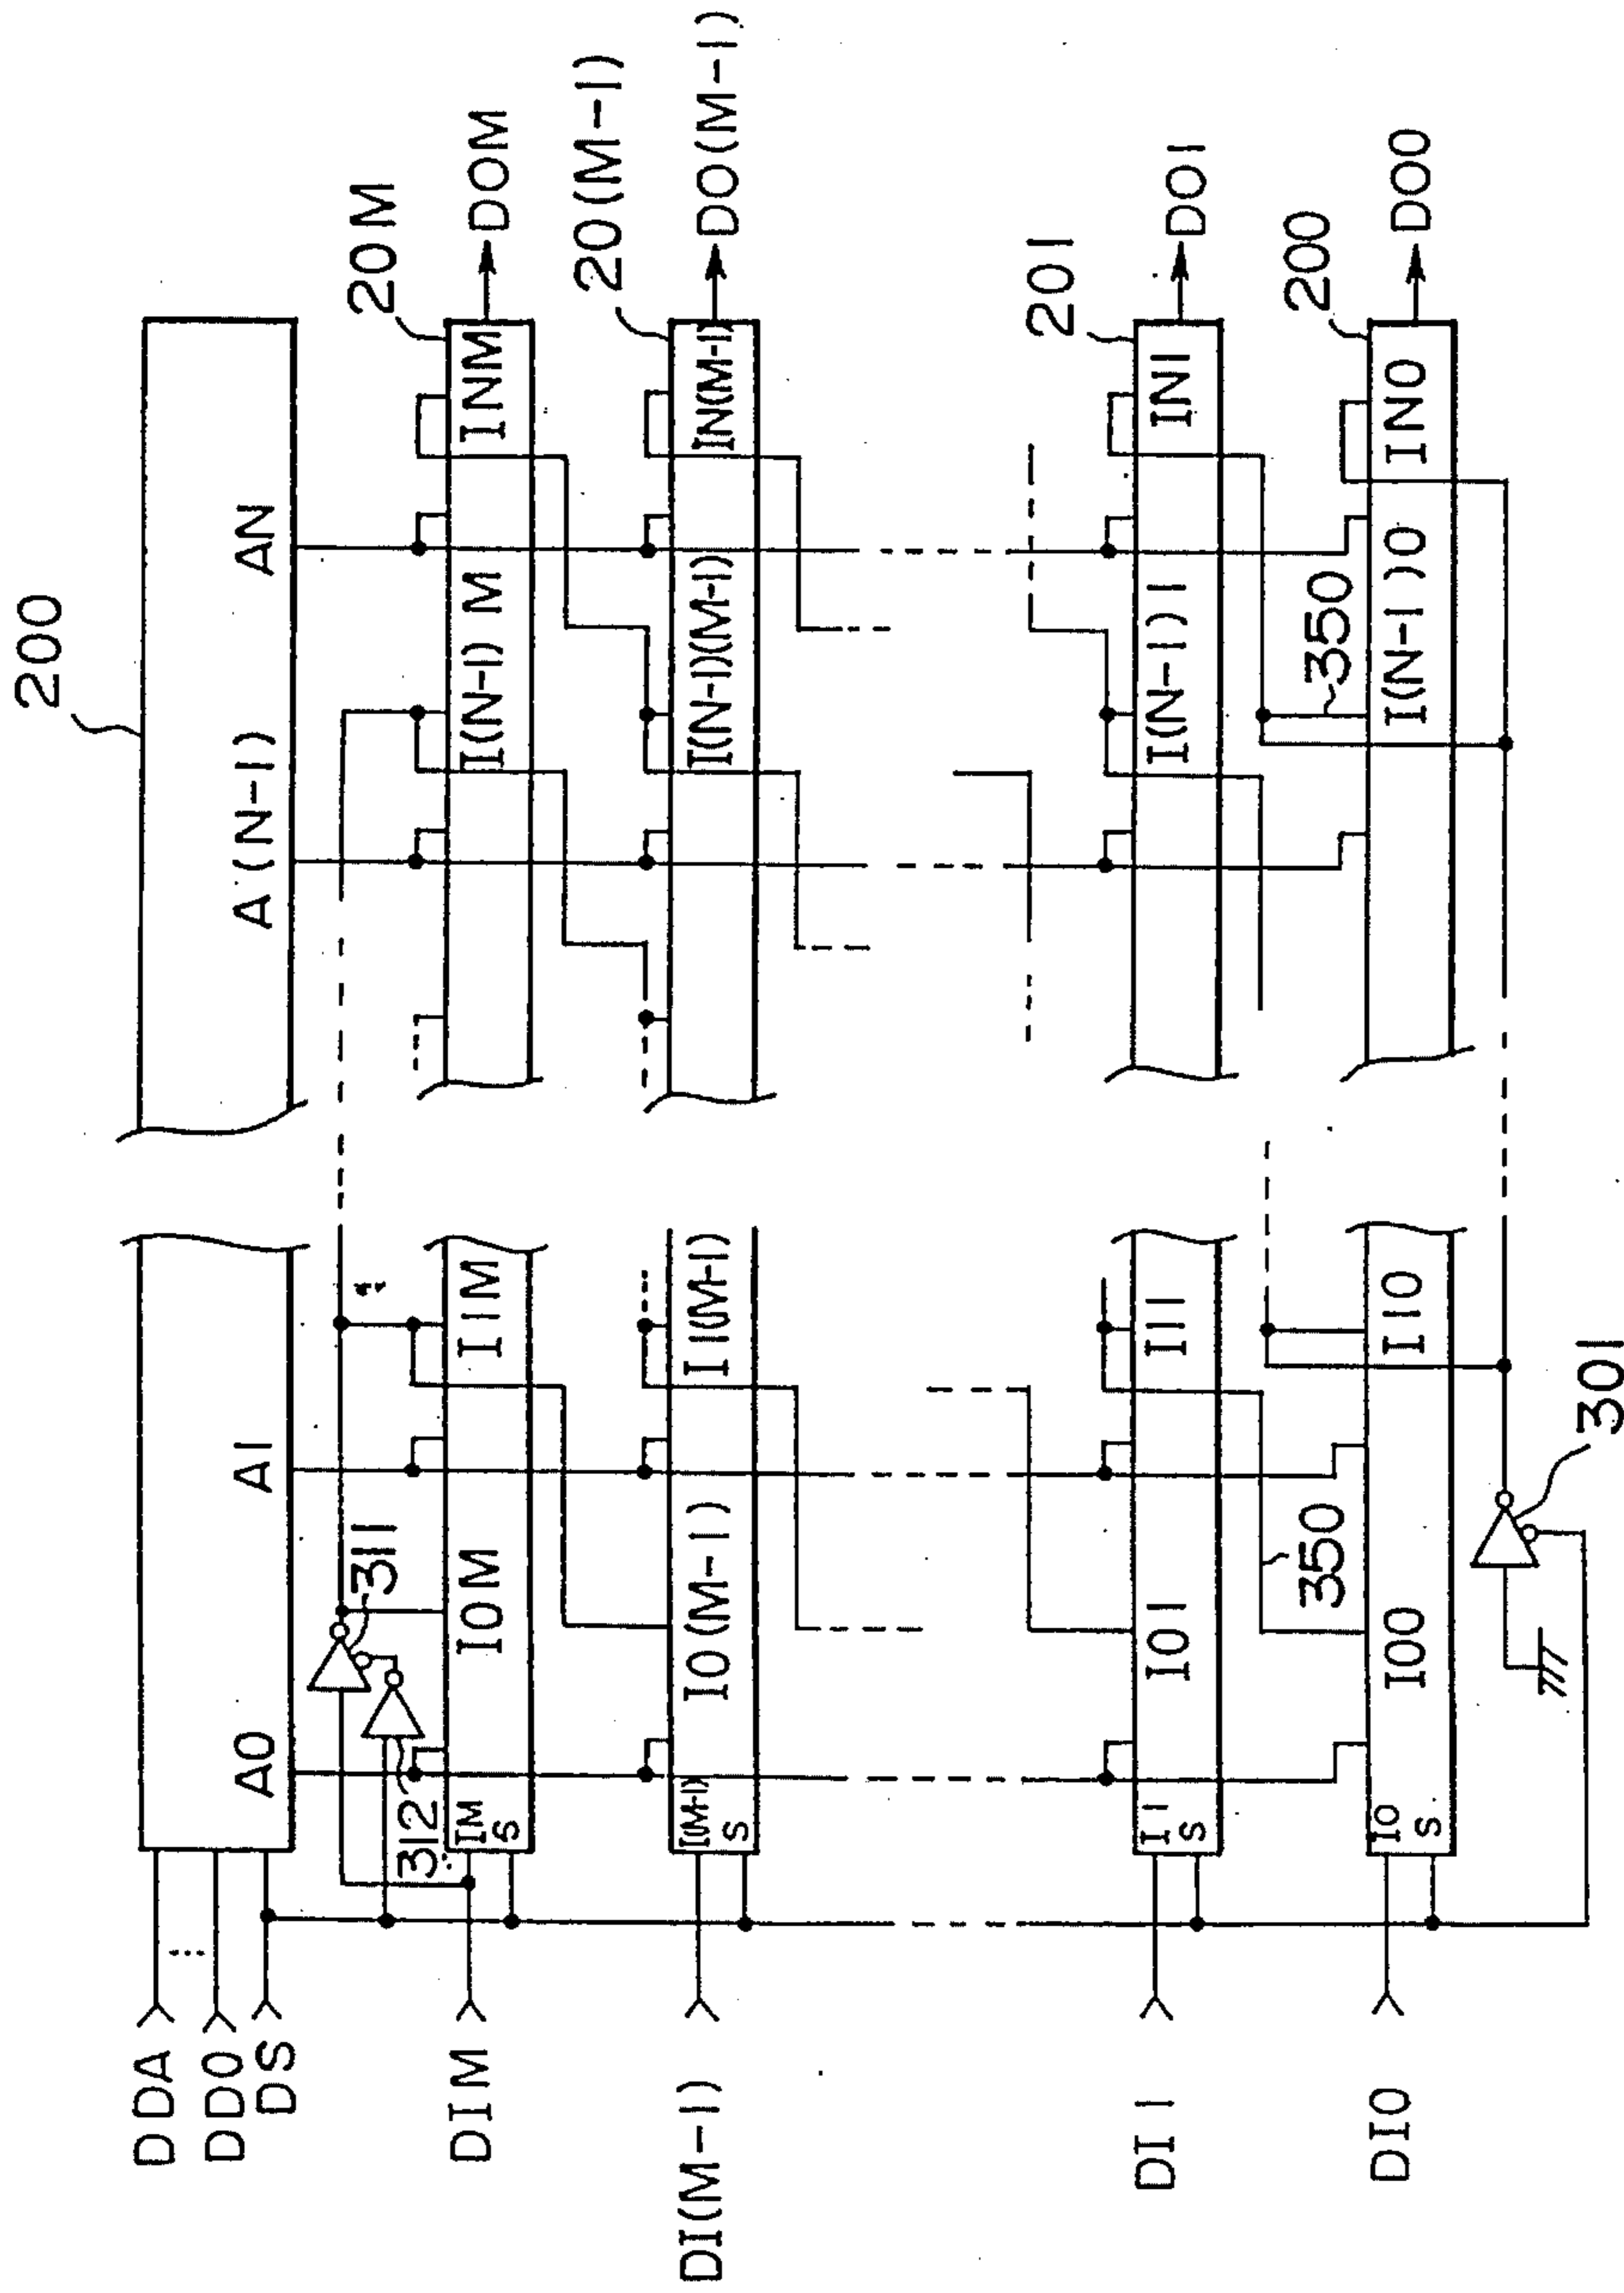 200
DDA
DD0
DS
A0
A1
A(N-1)
AN
311
312
20M
DIM
IM
S
I0M
I1M
I(N-1)M
INM
DOM
20(M-1)
DI(M-1)
I(M-1)
S
I0(M-1)
I1(M-1)
I(N-1)(M-1)
IN(M-1)
DO(M-1)
201
DI1
I1
S
I01
I11
I(N-1)1
IN1
DO1
350
350
200
DI0
I0
S
I00
I10
I(N-1)0
IN0
DO0
301